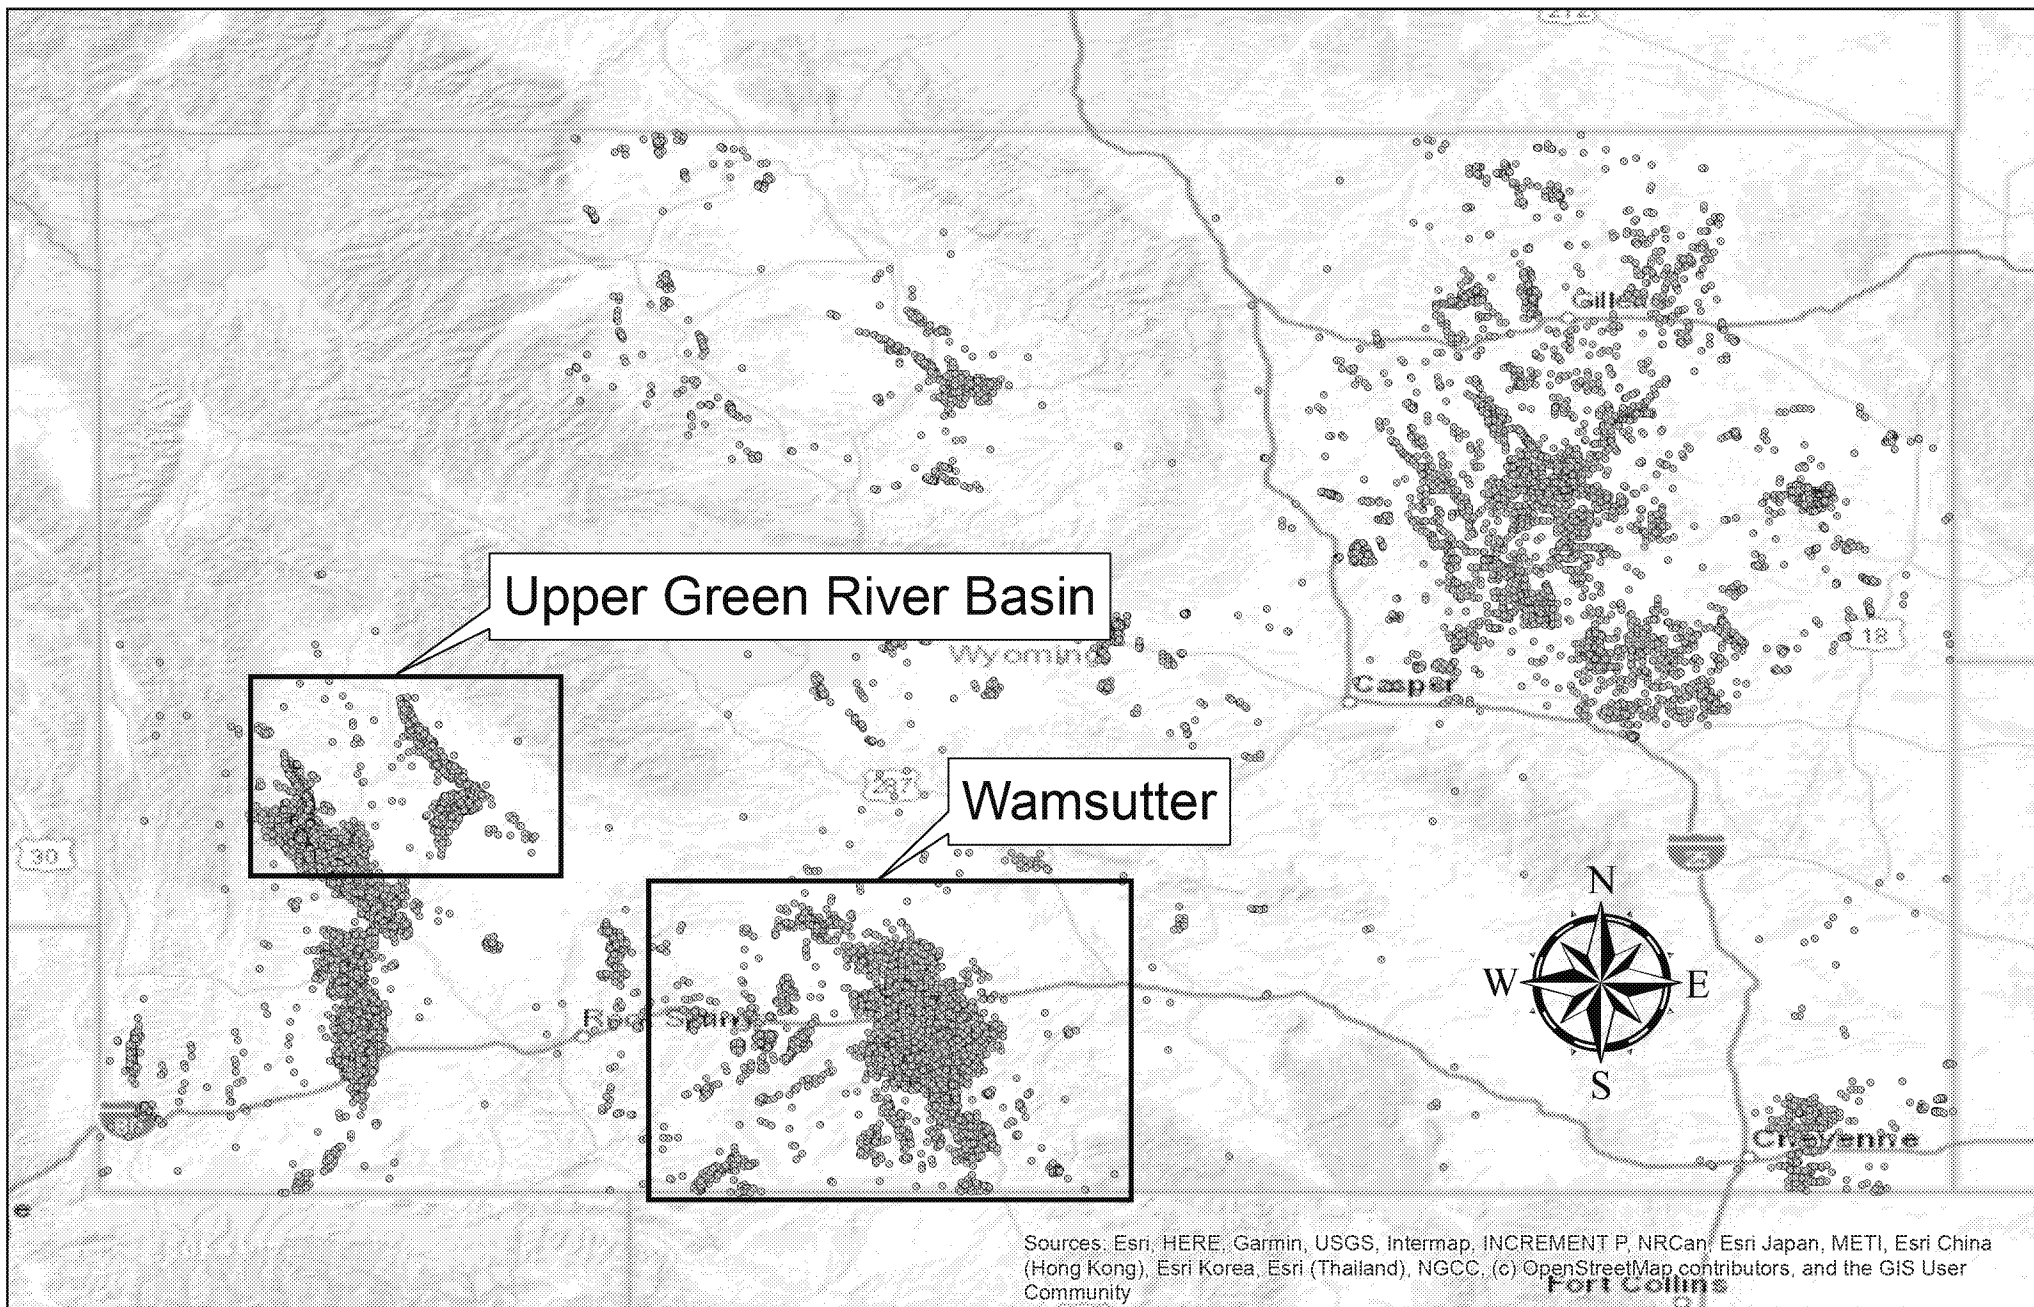 Upper Green River Basin
Wyoming
18
Casper
287
Wamsutter
30
N
W
E
S
Cheyenne
Sources: Esri, HERE, Garmin, USGS, Intermap, INCREMENT P, NRCan, Esri Japan, METI, Esri China
(Hong Kong), Esri Korea, Esri (Thailand), NGCC, (c) OpenStreetMap contributors, and the GIS User
Community
Fort Collins